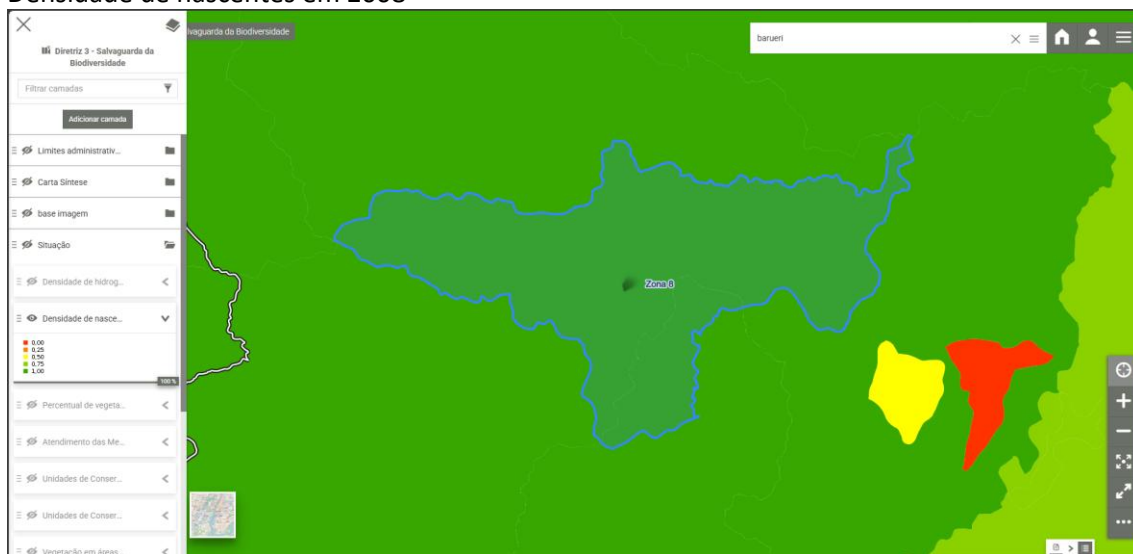 Densidade de nascentes em 2008
lvaguarda da Biodiversidade
Diretriz 3 - Salvaguarda da
Biodiversidade
Filtrar camadas
Adicionar camada
Limites administrativ...
Carta Síntese
base imagem
Situação
Densidade de hidrog...
Densidade de nasce...
0,00
0,25
0,50
0,75
1,00
100 %
Percentual de vegeta...
Atendimento das Me...
Unidades de Conser...
Unidades de Conser...
Vegetação em Áreas...
barueri
Zona 8